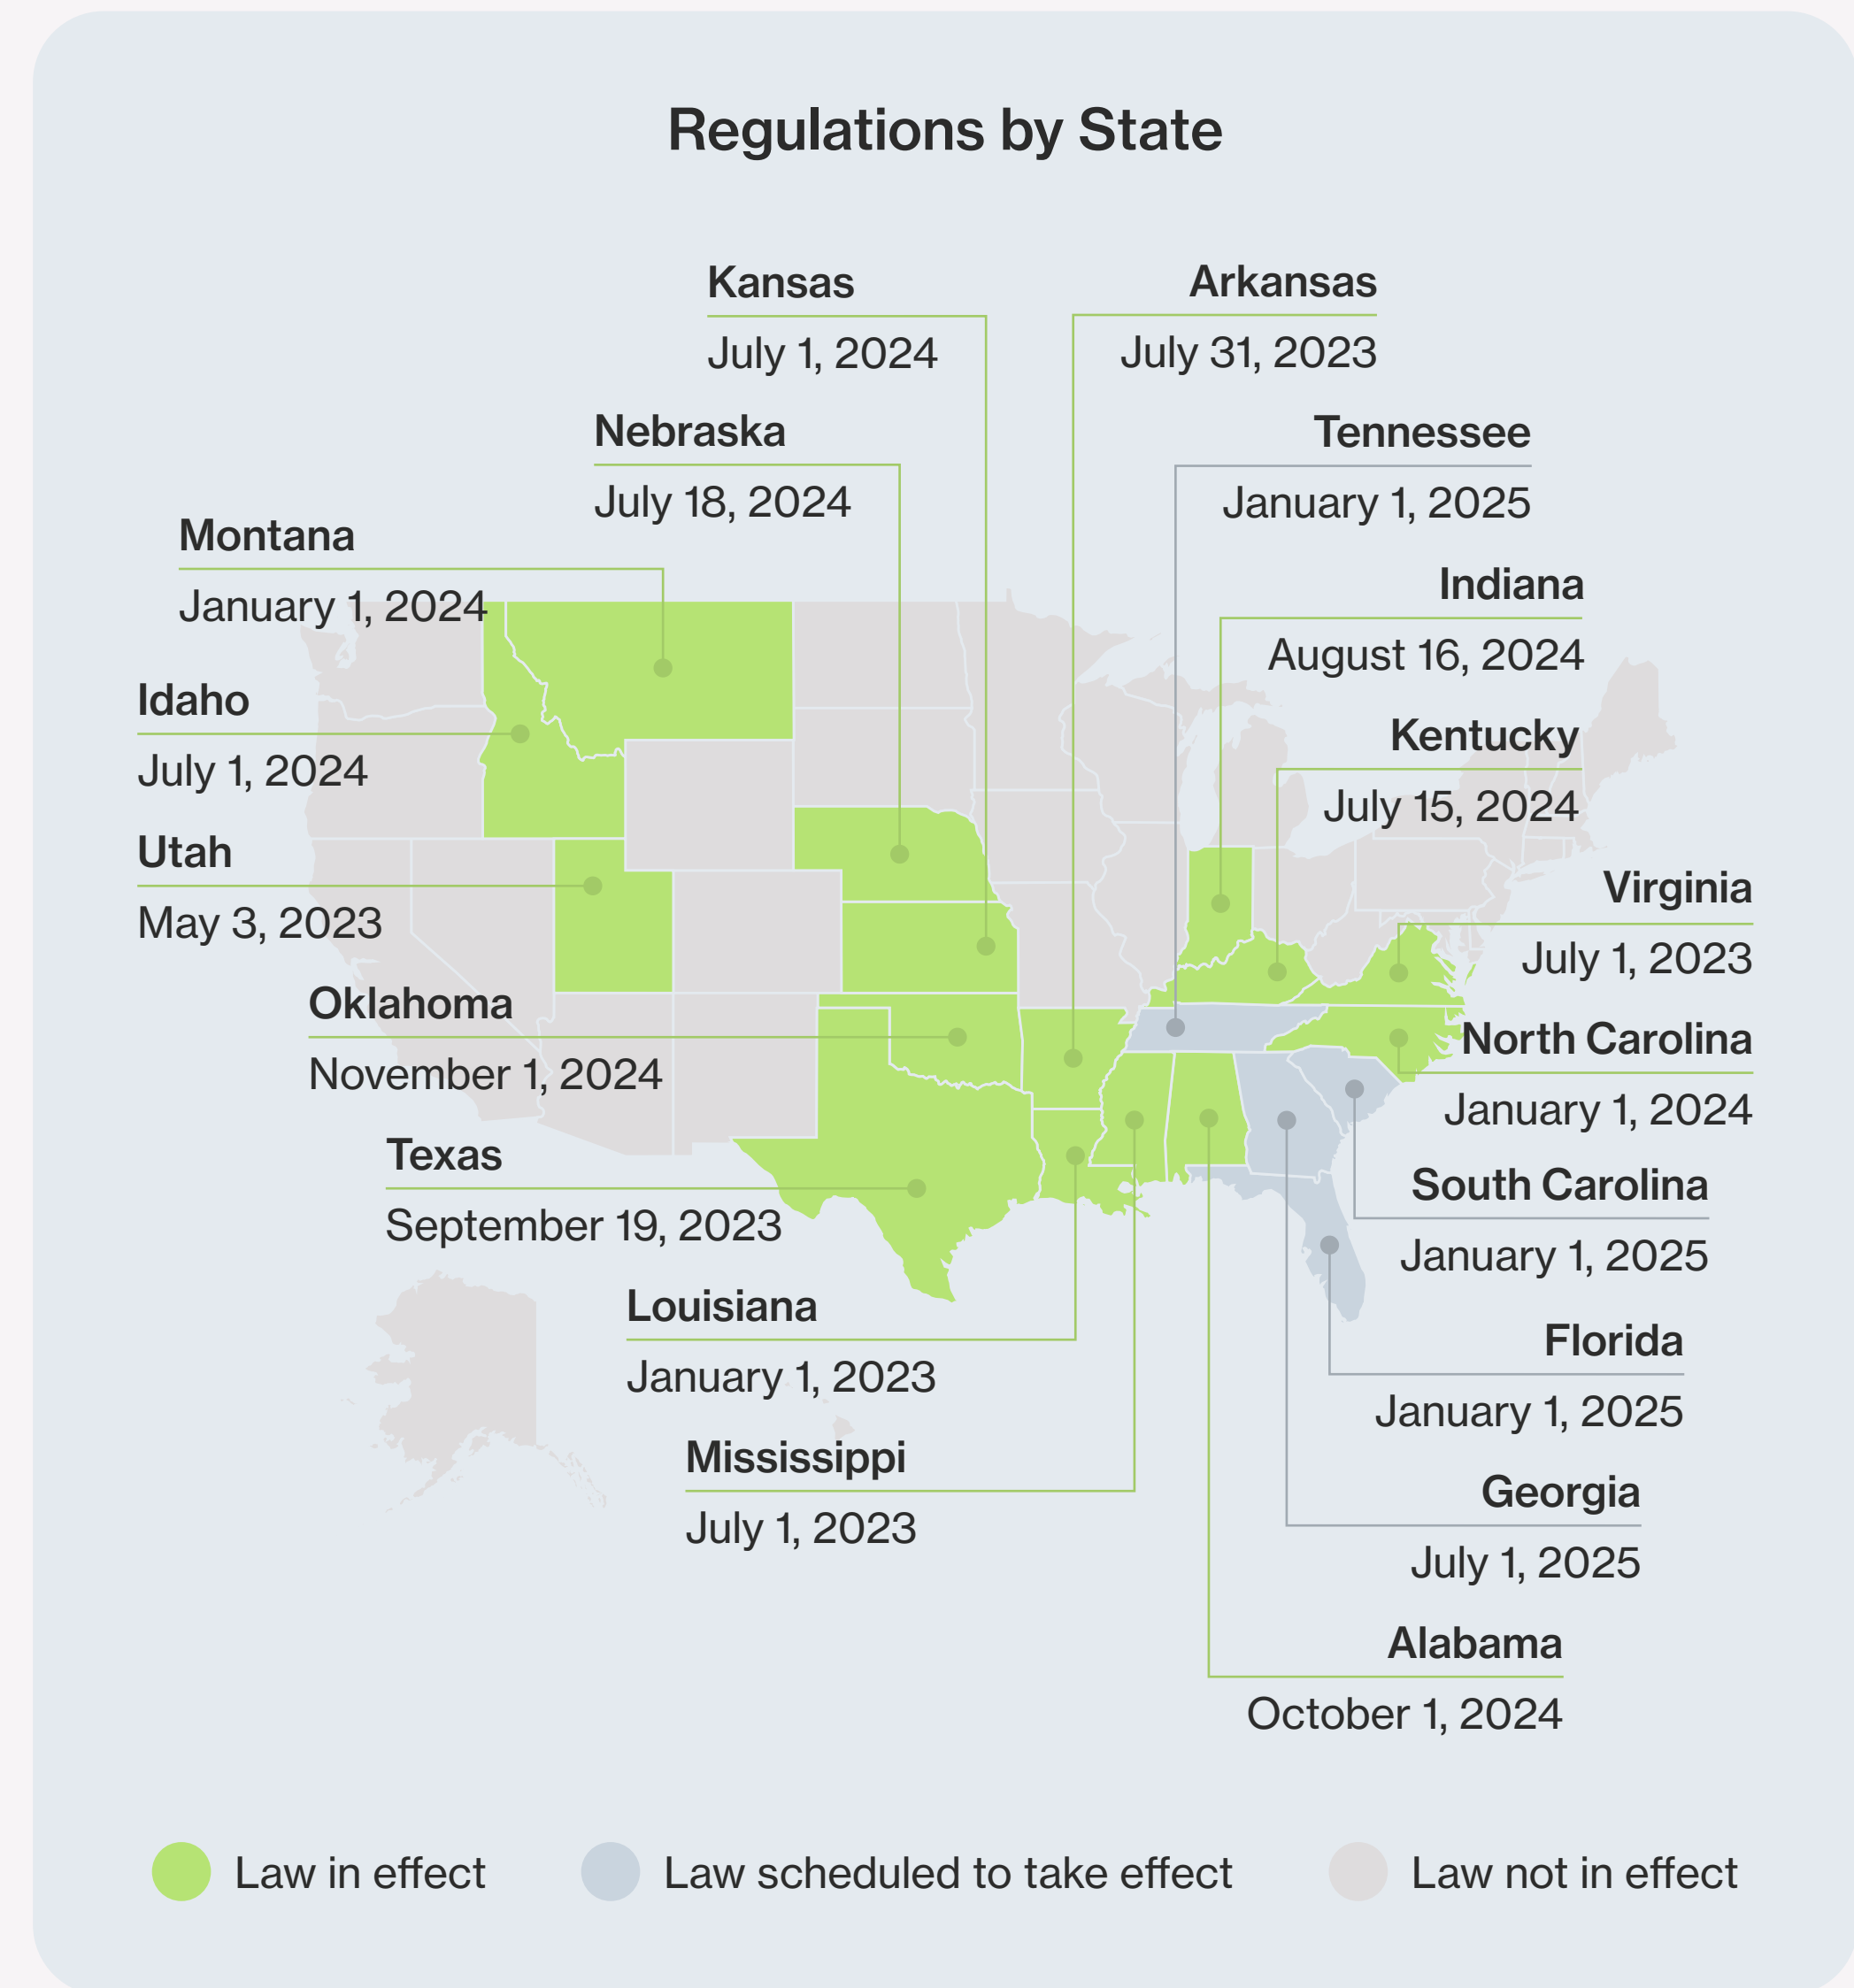 Regulations by State
Kansas
July 1, 2024
Arkansas
July 31, 2023
Nebraska
July 18, 2024
Tennessee
January 1, 2025
Montana
January 1, 2024
Indiana
August 16, 2024
Idaho
July 1, 2024
Kentucky
July 15, 2024
Utah
May 3, 2023
Virginia
July 1, 2023
Oklahoma
November 1, 2024
North Carolina
January 1, 2024
Texas
September 19, 2023
South Carolina
January 1, 2025
Louisiana
January 1, 2023
Florida
January 1, 2025
Mississippi
July 1, 2023
Georgia
July 1, 2025
Alabama
October 1, 2024
Law in effect
Law scheduled to take effect
Law not in effect